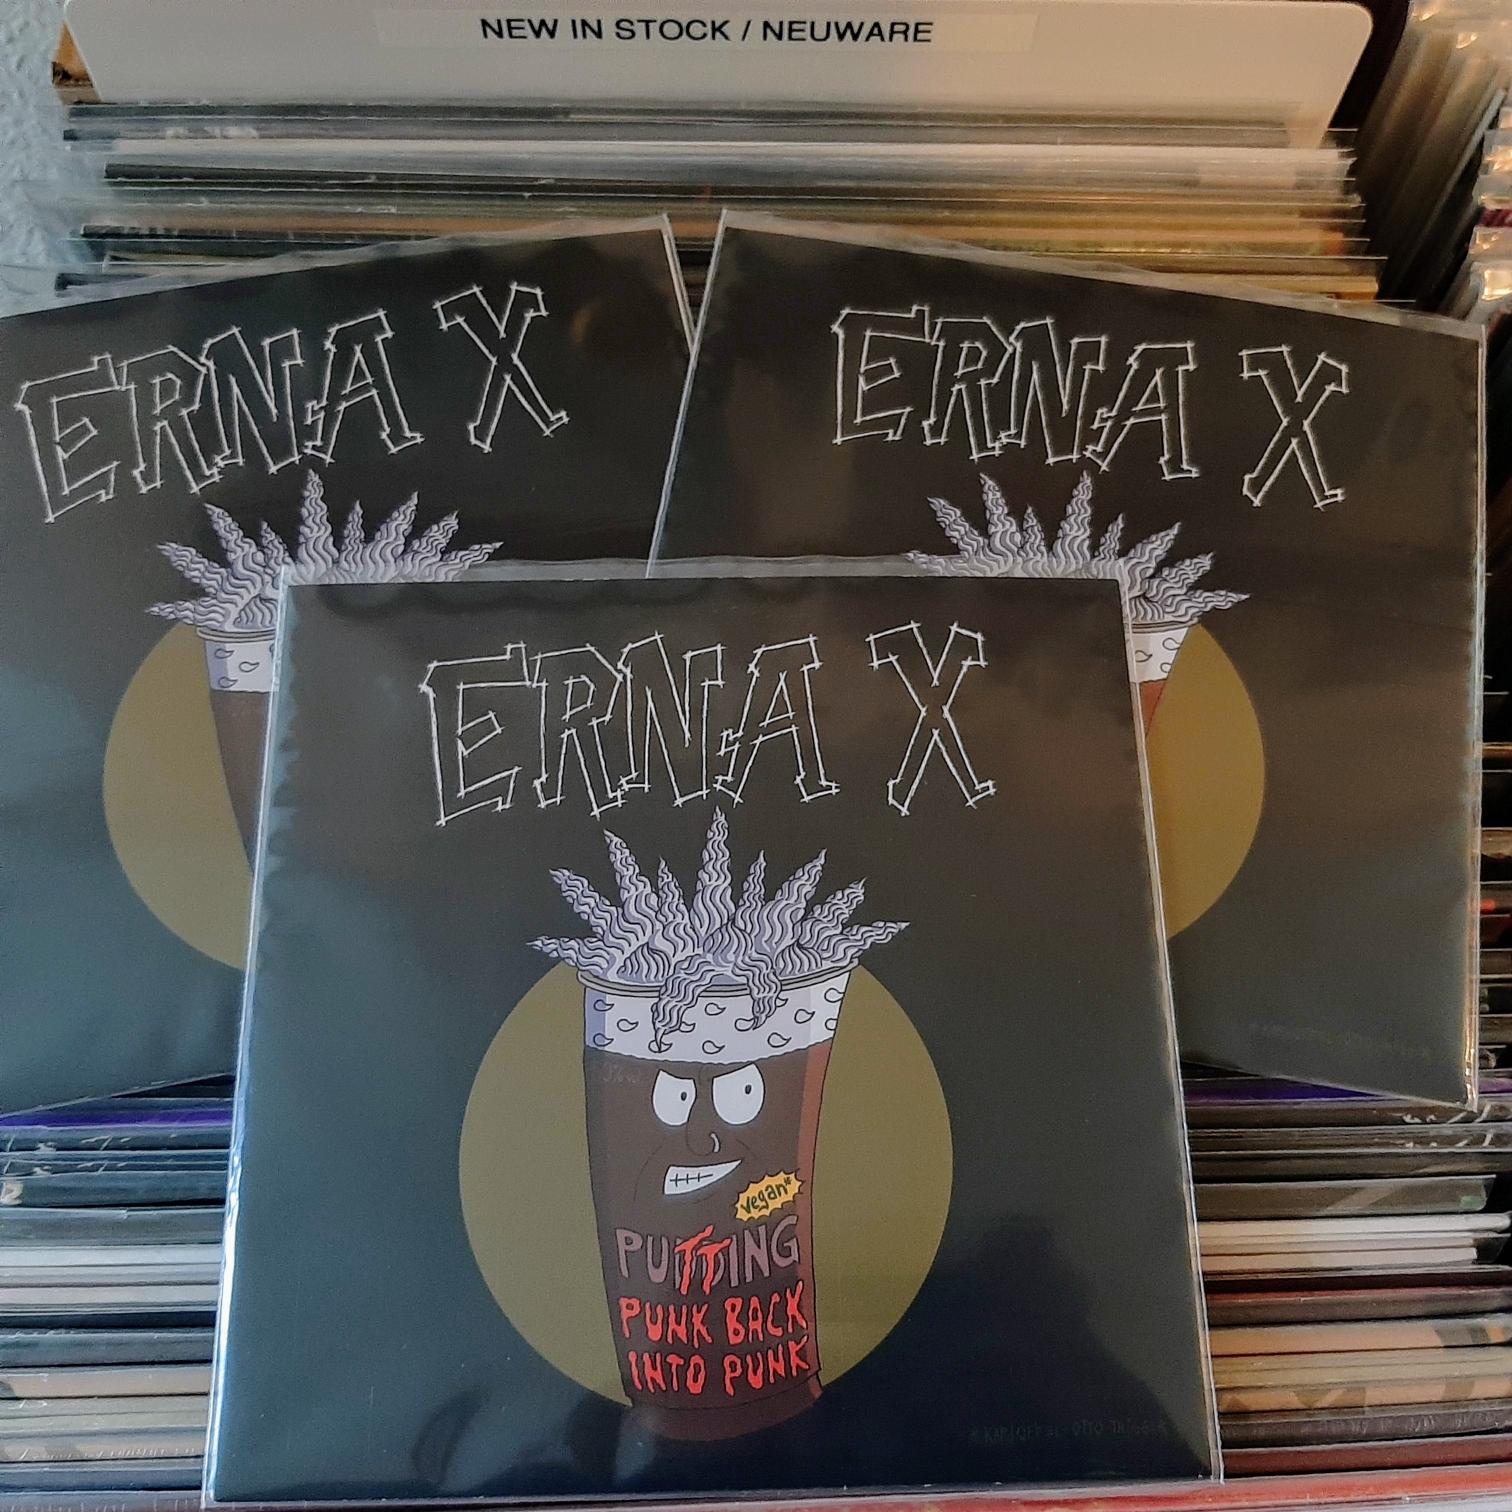 NEW IN STOCK / NEUWARE
ERNA X
ERNA X
ERNA X
vegan*
PUTTING
PUNK BACK
INTO PUNK